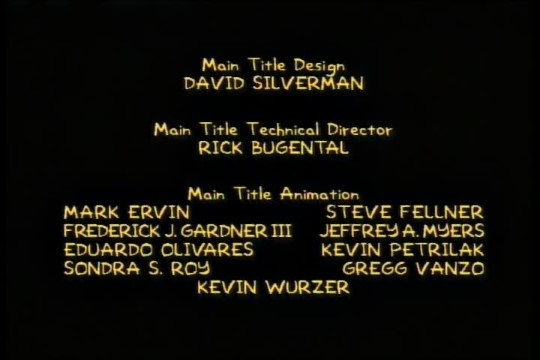 Main Title Design
DAVID SILVERMAN
Main Title Technical Director
RICK BUGENTAL
Main Title Animation
MARK ERVIN STEVE FELLNER
FREDERICK J. GARDNER III JEFFREY A. MYERS
EDUARDO OLIVARES KEVIN PETRILAK
SONDRA S. ROY GREGG VANZO
KEVIN WURZER